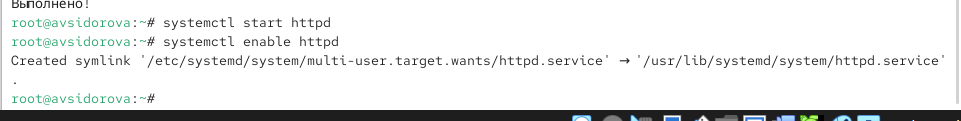 Выполнено!
root@avsidorova:~# systemctl start httpd
root@avsidorova:~# systemctl enable httpd
Created symlink '/etc/systemd/system/multi-user.target.wants/httpd.service' → '/usr/lib/systemd/system/httpd.service'
.
root@avsidorova:~#